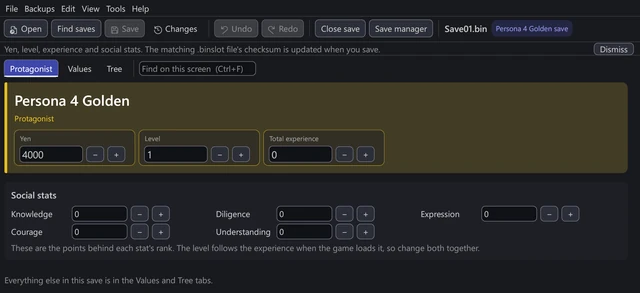 File Backups Edit View Tools Help
Open Find saves Save Changes Undo Redo Close save Save manager Save01.bin Persona 4 Golden save
Yen, level, experience and social stats. The matching .binslot file's checksum is updated when you save. Dismiss
Protagonist Values Tree Find on this screen (Ctrl+F)
Persona 4 Golden
Protagonist
Yen Level Total experience
4000 − + 1 − + 0 − +
Social stats
Knowledge 0 − + Diligence 0 − + Expression 0 − +
Courage 0 − + Understanding 0 − +
These are the points behind each stat's rank. The level follows the experience when the game loads it, so change both together.
Everything else in this save is in the Values and Tree tabs.